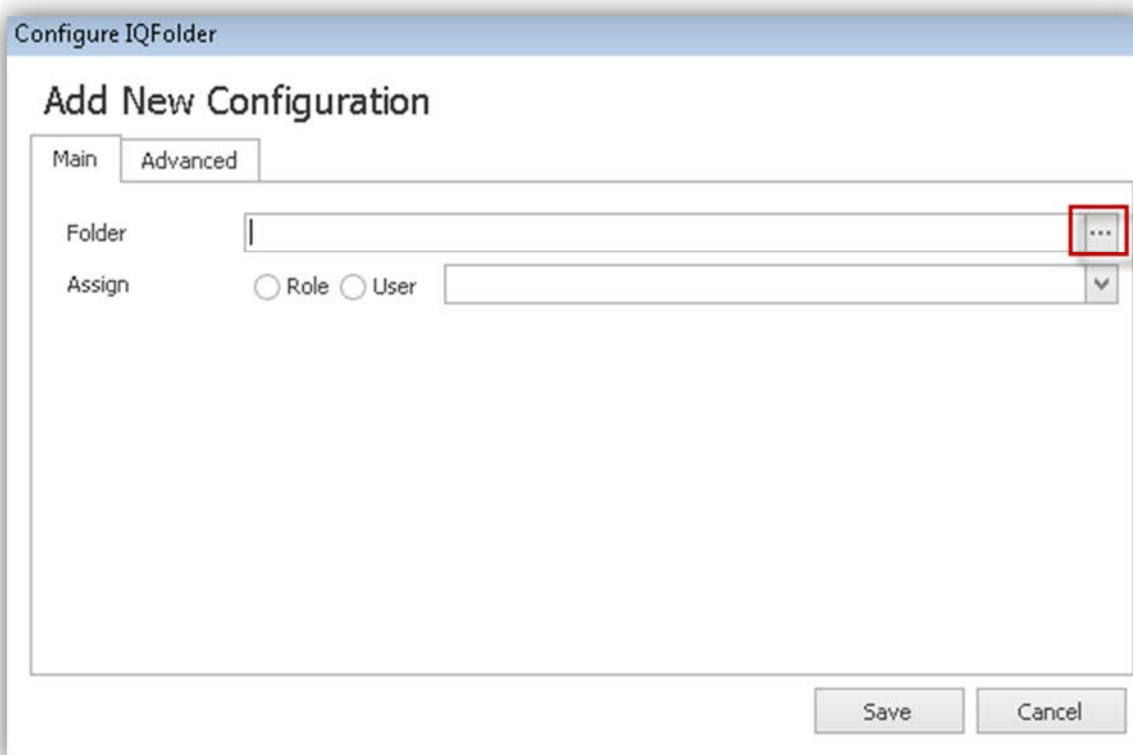 Configure IQFolder
Add New Configuration
Main Advanced
Folder ...
Assign Role User
Save Cancel